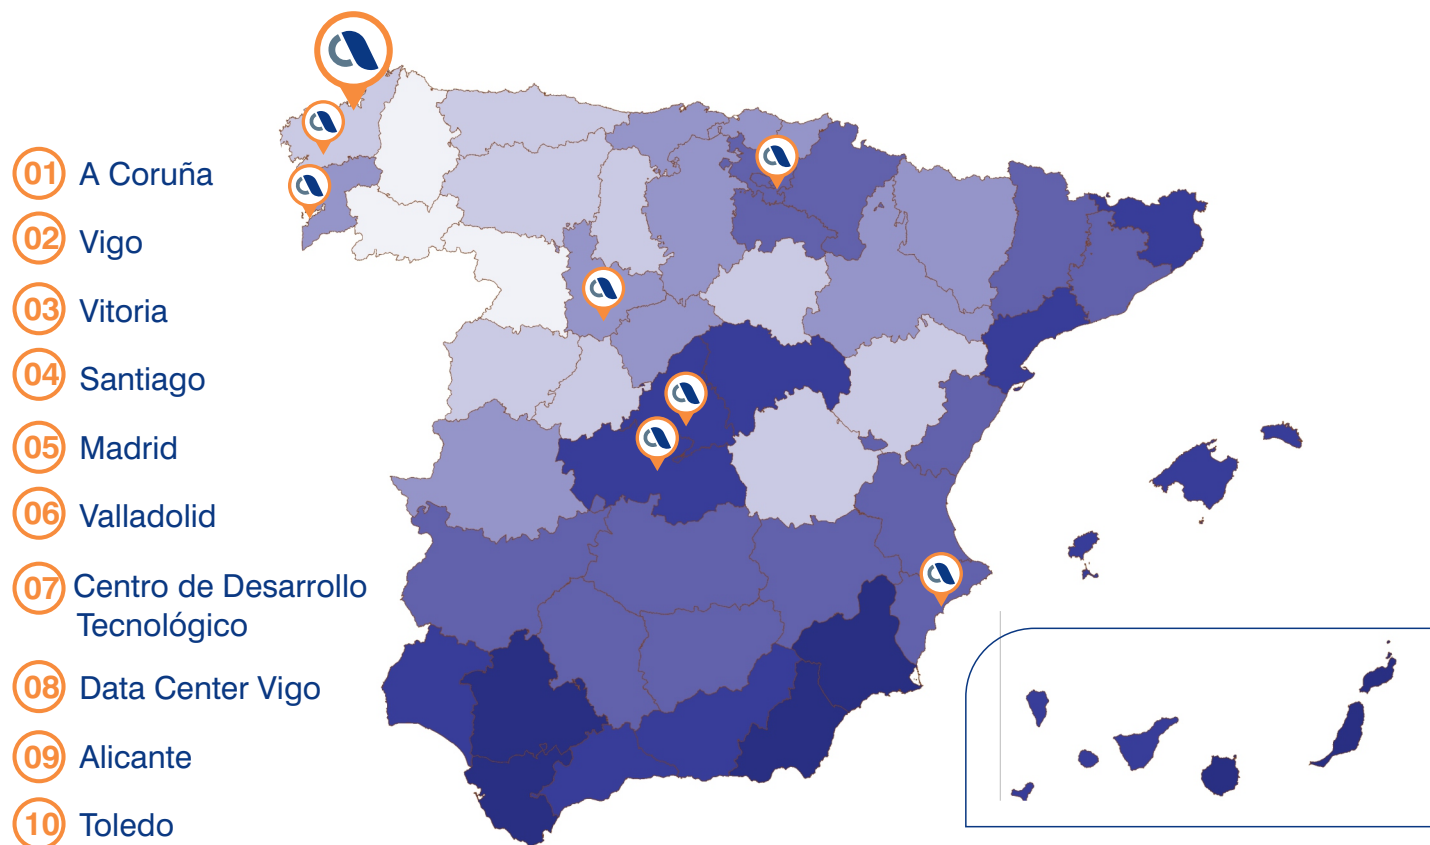 01 A Coruña
02 Vigo
03 Vitoria
04 Santiago
05 Madrid
06 Valladolid
07 Centro de Desarrollo
Tecnológico
08 Data Center Vigo
09 Alicante
10 Toledo